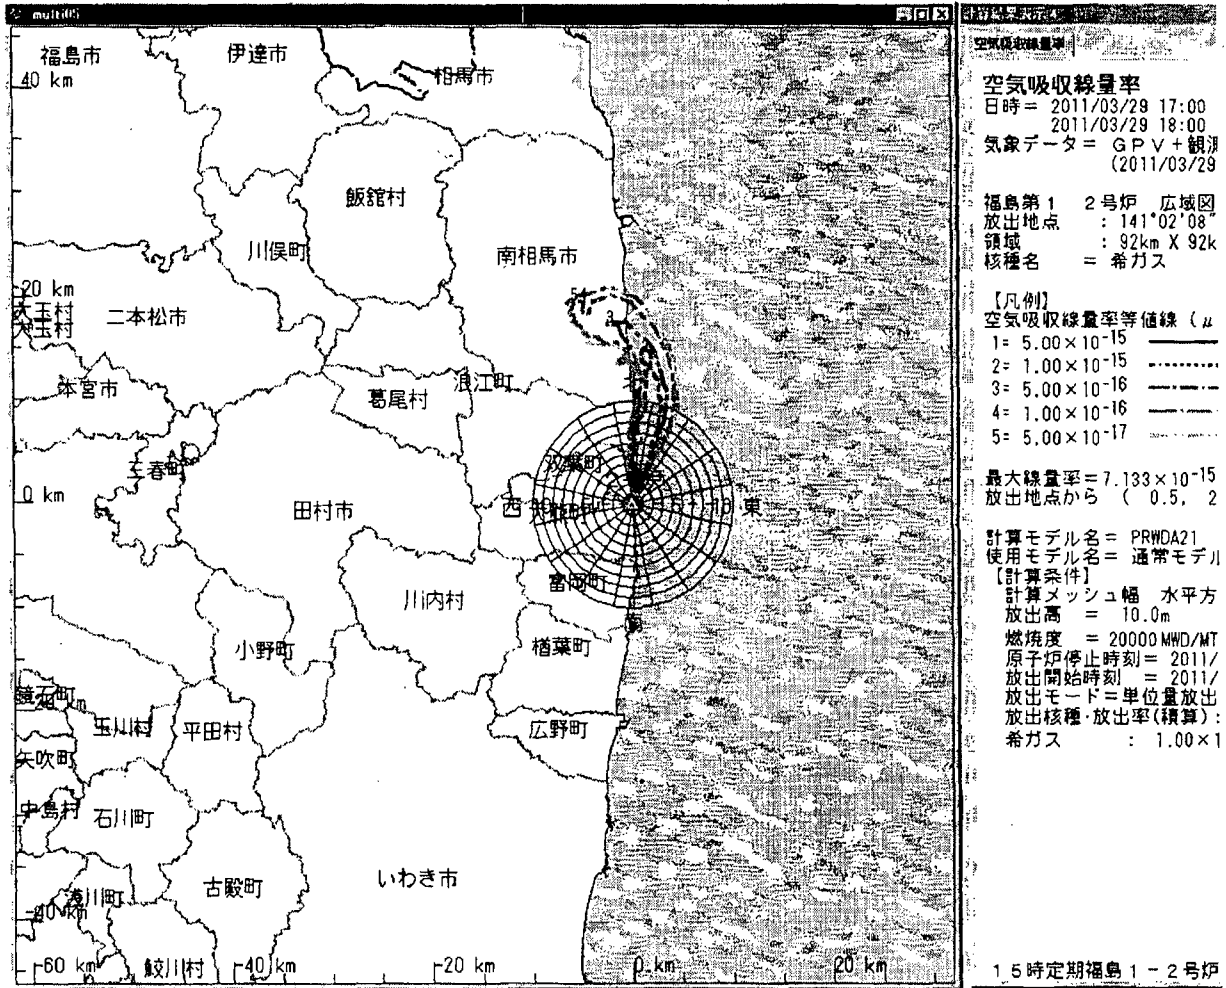 multi05
福島市
伊達市
相馬市
40 km
飯舘村
川俣町
南相馬市
20 km
大玉村
大玉村
二本松市
54
3
本宮市
浪江町
葛尾村
北
三春町
双葉町
0 km
田村市
西
大熊町
東
富岡町
川内村
南
小野町
楢葉町
鏡石町
玉川村
平田村
広野町
矢吹町
中島村
石川町
いわき市
古殿町
浅川町
-40 km
鮫川村
-60 km
-40 km
-20 km
0 km
20 km
空気吸収線量率
空気吸収線量率
日時= 2011/03/29 17:00
2011/03/29 18:00
気象データ= GPV+観測
(2011/03/29
福島第1 2号炉 広域図
放出地点 : 141°02'08"
領域 : 92km X 92k
核種名 = 希ガス
【凡例】
空気吸収線量率等値線 (μ
1= 5.00×10-15
2= 1.00×10-15
3= 5.00×10-16
4= 1.00×10-16
5= 5.00×10-17
最大線量率=7.133×10-15
放出地点から ( 0.5, 2
計算モデル名= PRWDA21
使用モデル名= 通常モデル
【計算条件】
計算メッシュ幅 水平方
放出高 = 10.0m
燃焼度 = 20000MWD/MT
原子炉停止時刻= 2011/
放出開始時刻 = 2011/
放出モード=単位量放出
放出核種・放出率(積算):
希ガス : 1.00×1
15時定期福島1-2号炉